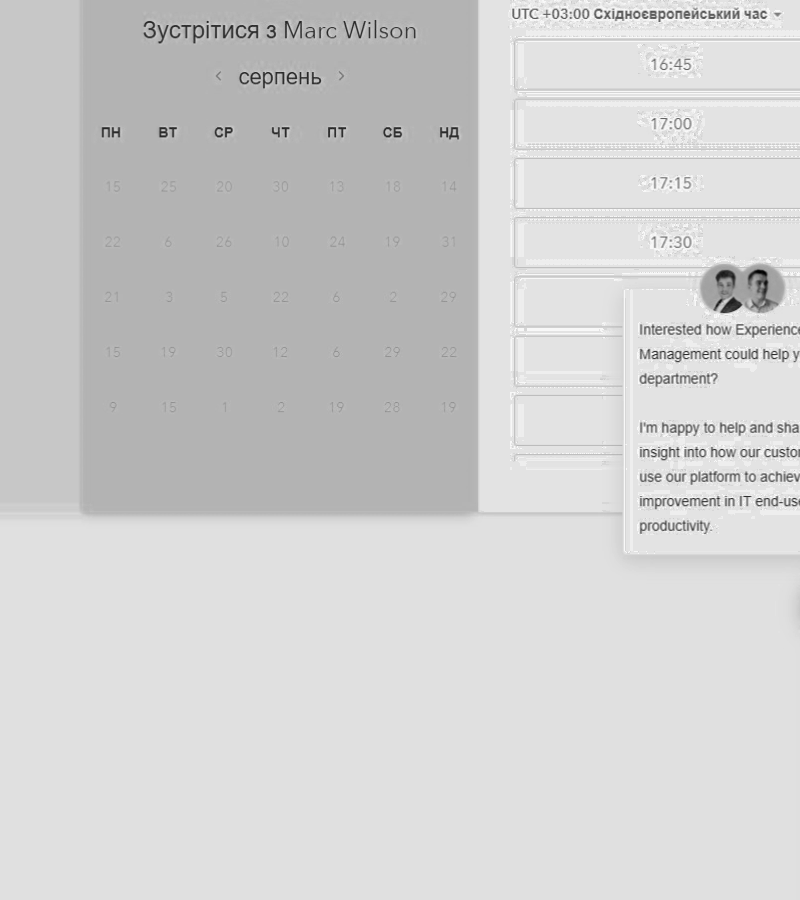 Зустрітися з Marc Wilson
серпень
ПН ВТ СР ЧТ ПТ СБ НД
15 25 20 30 13 18 14
22 6 26 10 24 19 31
21 3 5 22 6 2 29
15 19 30 12 6 29 22
9 15 1 2 19 28 19
UTC +03:00 Східноєвропейський час
16:45
17:00
17:15
17:30
Interested how Experience
Management could help y
department?
I'm happy to help and sha
insight into how our custo
use our platform to achiev
improvement in IT end-use
productivity.